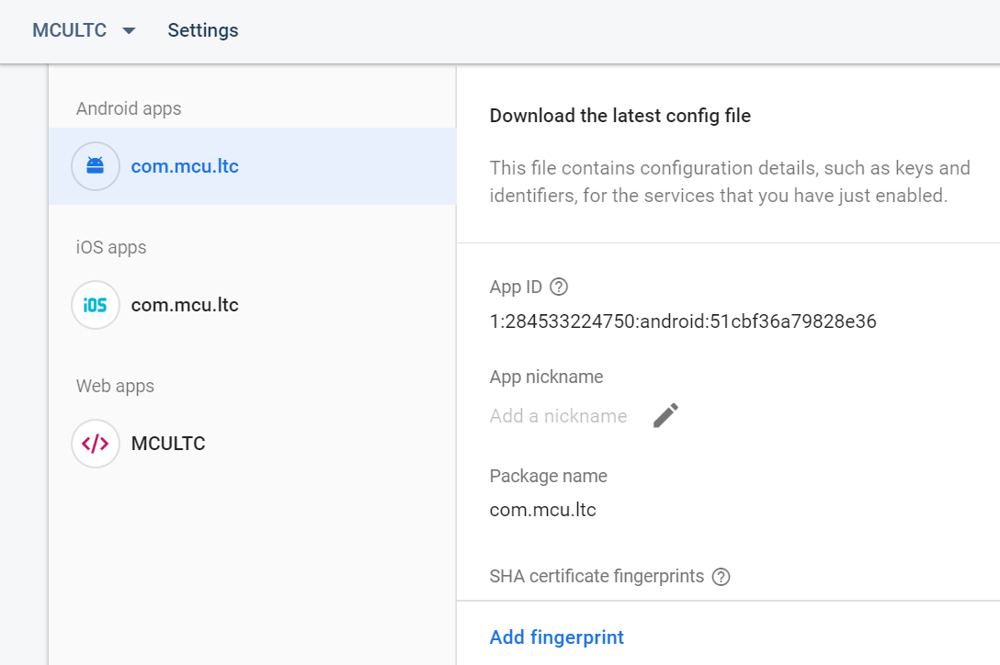 MCULTC Settings
Android apps
com.mcu.ltc
iOS apps
iOS com.mcu.ltc
Web apps
</> MCULTC
Download the latest config file
This file contains configuration details, such as keys and
identifiers, for the services that you have just enabled.
App ID ?
1:284533224750:android:51cbf36a79828e36
App nickname
Add a nickname
Package name
com.mcu.ltc
SHA certificate fingerprints ?
Add fingerprint